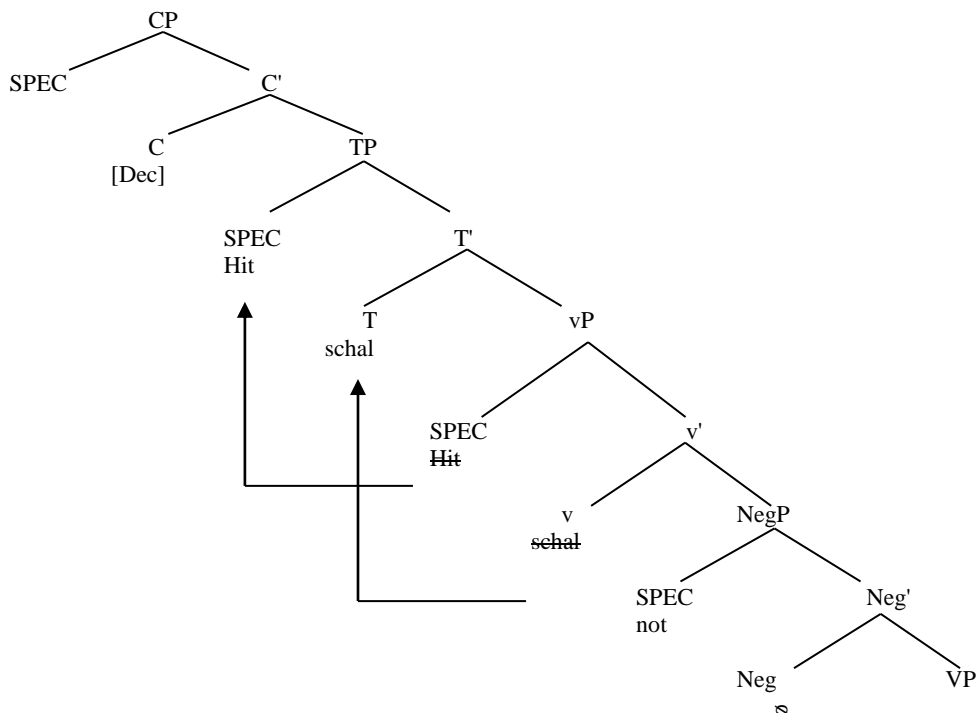 CP
SPEC C'
C TP
[Dec]
SPEC T'
Hit
T vP
schal
SPEC v'
Hit
v NegP
schal
SPEC Neg'
not
Neg VP
ø